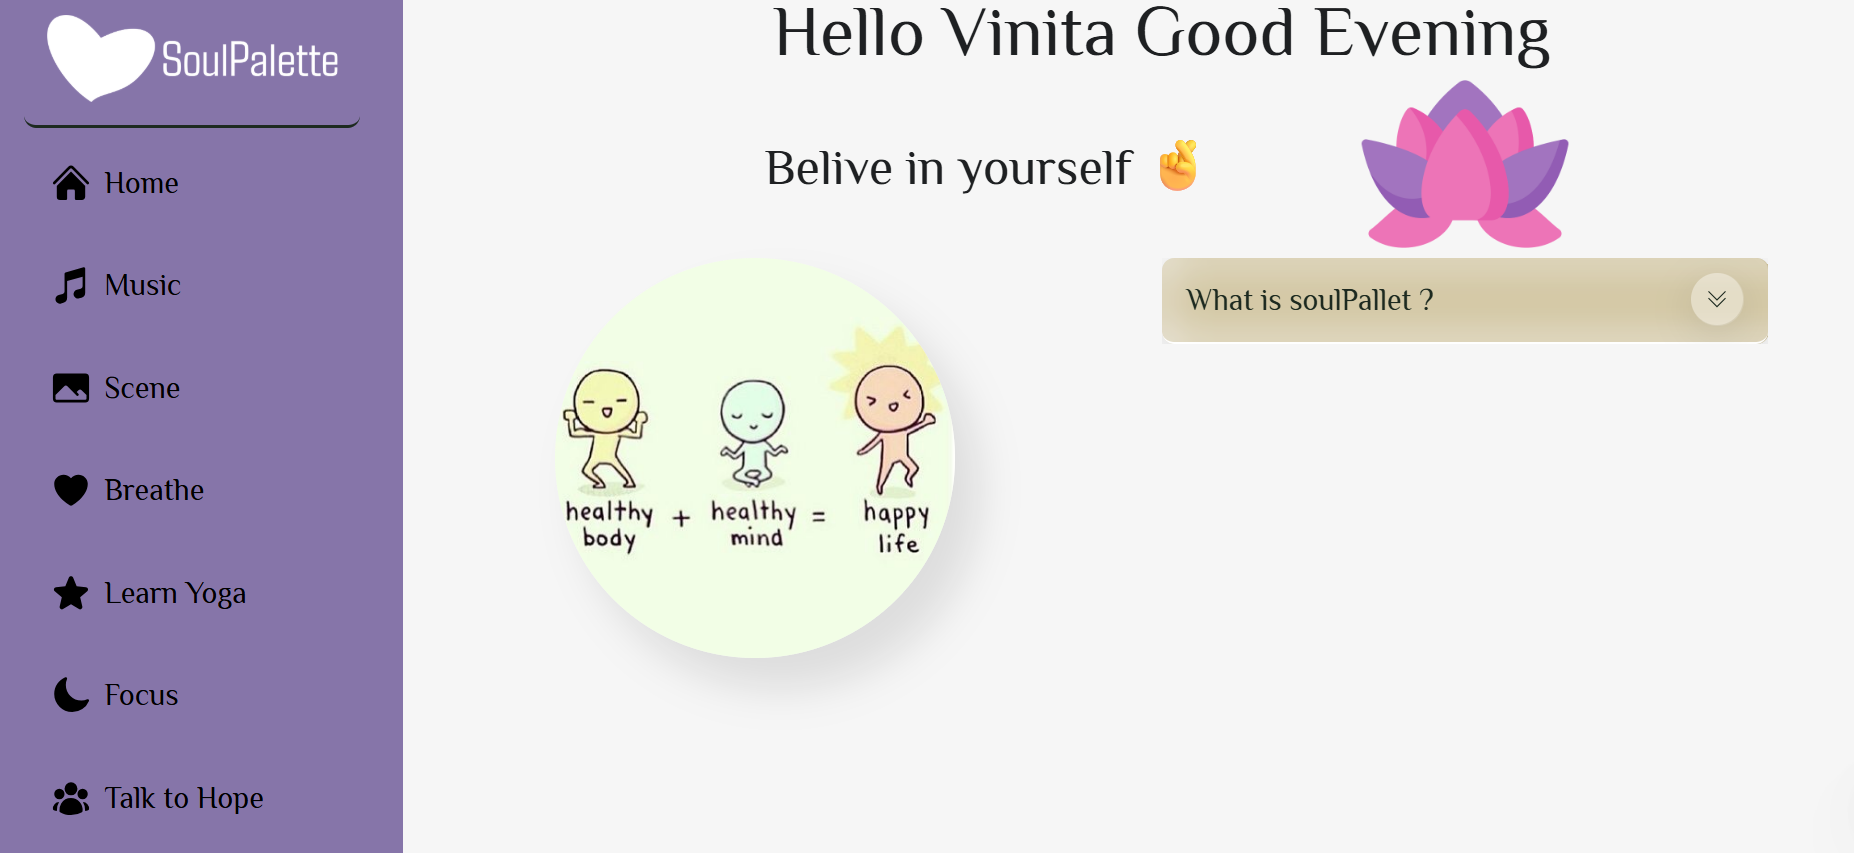 SoulPalette
Home
Music
Scene
Breathe
Learn Yoga
Focus
Talk to Hope
Hello Vinita Good Evening
Belive in yourself 🤞
healthy + healthy = happy
body mind life
What is soulPallet ?